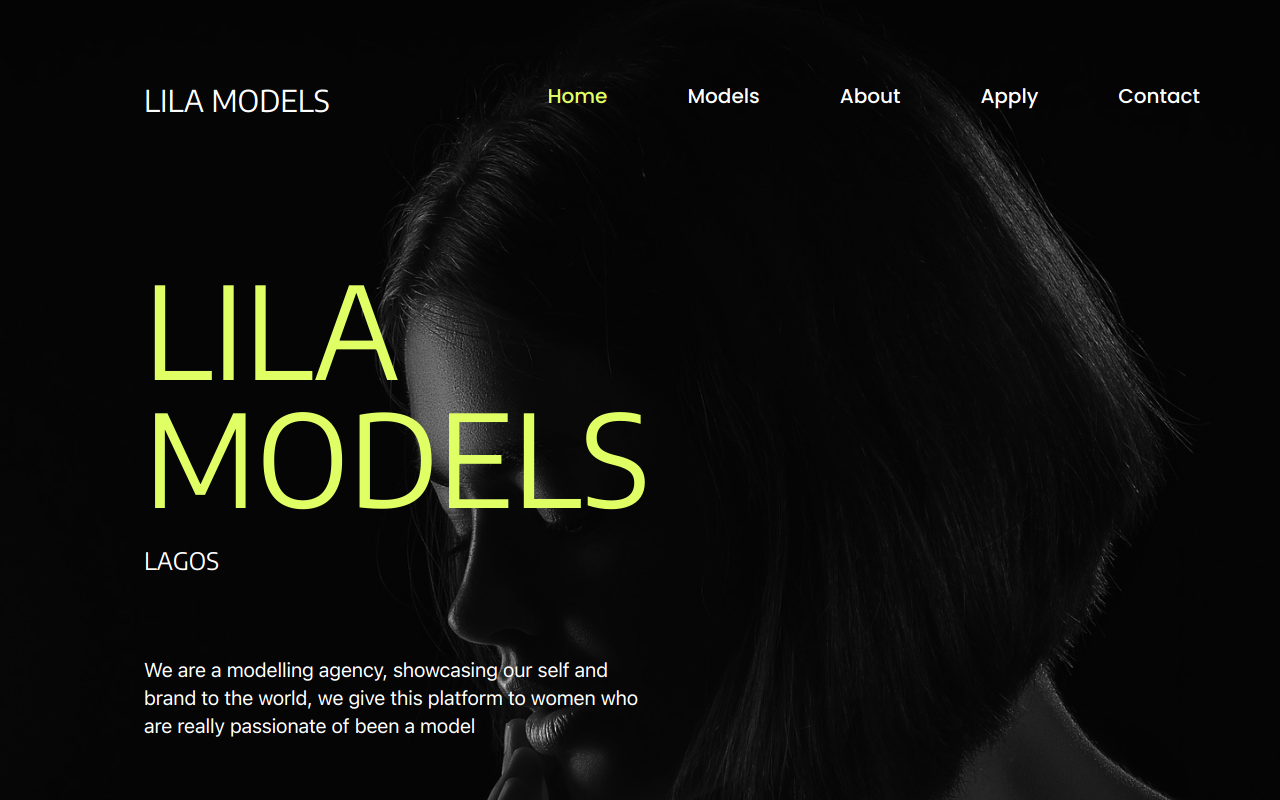 LILA MODELS
Home Models About Apply Contact
LILA
MODELS
LAGOS
We are a modelling agency, showcasing our self and
brand to the world, we give this platform to women who
are really passionate of been a model